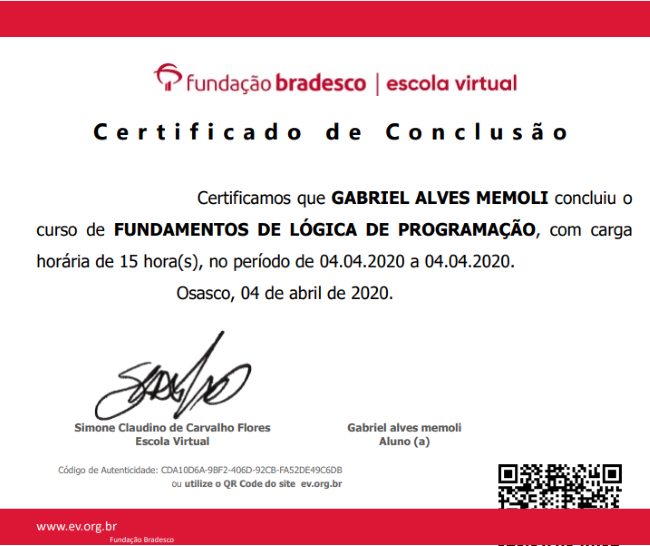 fundação bradesco | escola virtual
Certificado de Conclusão
Certificamos que GABRIEL ALVES MEMOLI concluiu o
curso de FUNDAMENTOS DE LÓGICA DE PROGRAMAÇÃO, com carga
horária de 15 hora(s), no período de 04.04.2020 a 04.04.2020.
Osasco, 04 de abril de 2020.
Simone Claudino de Carvalho Flores
Escola Virtual
Gabriel alves memoli
Aluno (a)
Código de Autenticidade: CDA10D6A-9BF2-406D-92CB-FA52DE49C6DB
ou utilize o QR Code do site ev.org.br
www.ev.org.br
Fundação Bradesco